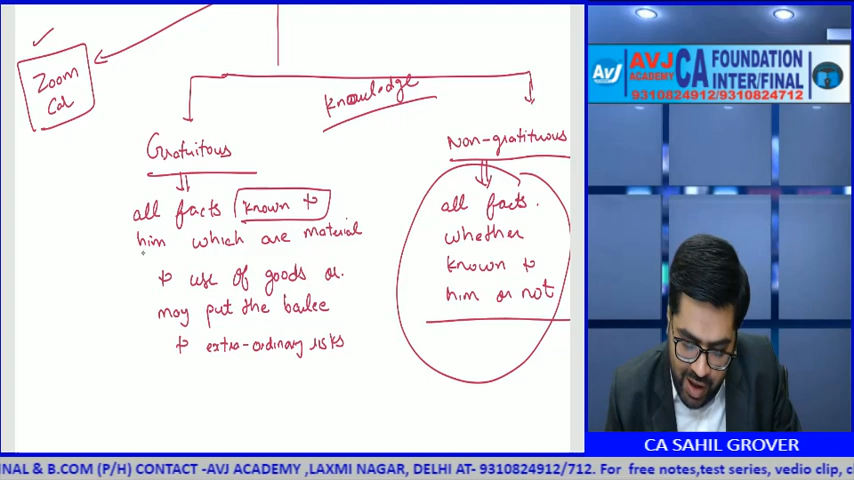 Zoom
Car
knowledge
Gratuitous
all facts known to
him which are material
to use of goods or.
may put the bailee
to extra-ordinary risks
Non-gratituous
all facts.
whether
known to
him or not
AVJ
AVJ
ACADEMY
CA
FOUNDATION
INTER/FINAL
9310824912/9310824712
CA SAHIL GROVER
INAL & B.COM (P/H) CONTACT -AVJ ACADEMY ,LAXMI NAGAR, DELHI AT- 9310824912/712. For free notes,test series, vedio clip, c